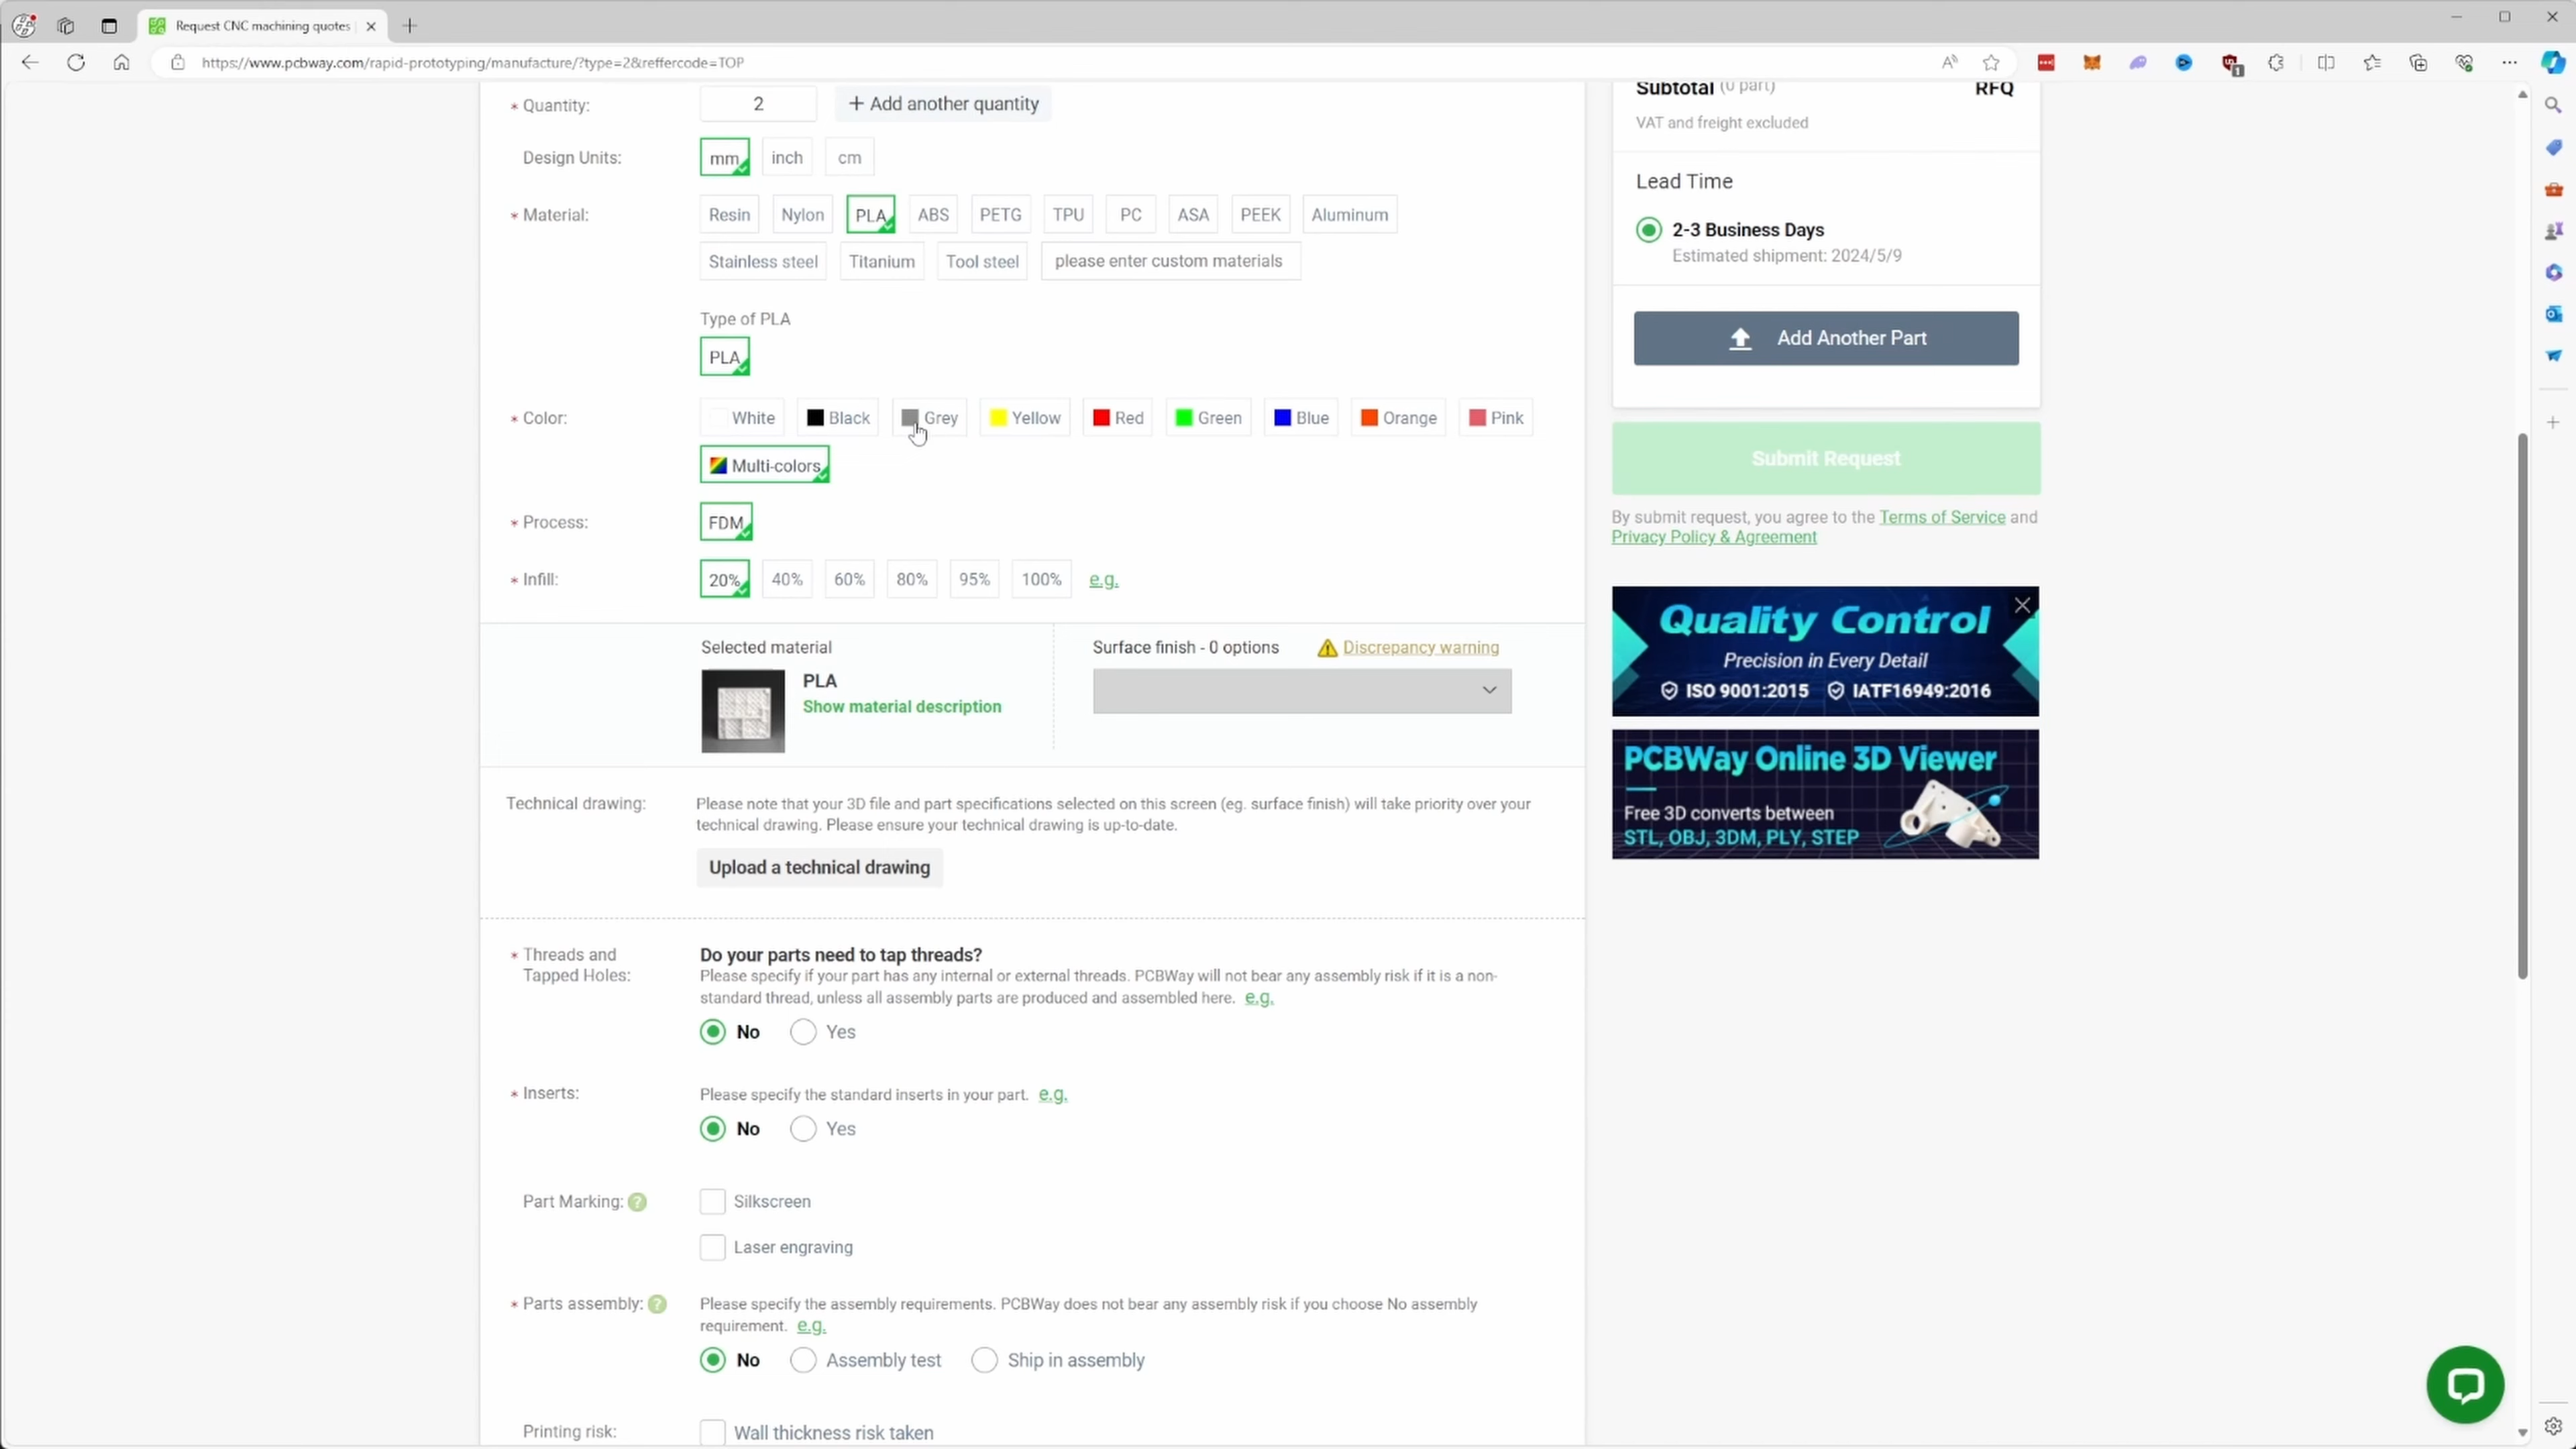 Request CNC machining quotes
https://www.pcbway.com/rapid-prototyping/manufacture/?type=2&reffercode=TOP
* Quantity: 2 + Add another quantity
Design Units: mm inch cm
* Material: Resin Nylon PLA ABS PETG TPU PC ASA PEEK Aluminum
Stainless steel Titanium Tool steel please enter custom materials
Type of PLA
PLA
* Color: White Black Grey Yellow Red Green Blue Orange Pink
Multi-colors
* Process: FDM
* Infill: 20% 40% 60% 80% 95% 100% e.g.
Selected material
PLA
Show material description
Surface finish - 0 options Discrepancy warning
Technical drawing: Please note that your 3D file and part specifications selected on this screen (eg. surface finish) will take priority over your
technical drawing. Please ensure your technical drawing is up-to-date.
Upload a technical drawing
* Threads and
Tapped Holes:
Do your parts need to tap threads?
Please specify if your part has any internal or external threads. PCBWay will not bear any assembly risk if it is a non-
standard thread, unless all assembly parts are produced and assembled here. e.g.
No Yes
* Inserts: Please specify the standard inserts in your part. e.g.
No Yes
Part Marking: ? Silkscreen
Laser engraving
* Parts assembly: ? Please specify the assembly requirements. PCBWay does not bear any assembly risk if you choose No assembly
requirement. e.g.
No Assembly test Ship in assembly
Printing risk: Wall thickness risk taken
Subtotal (0 part) RFQ
VAT and freight excluded
Lead Time
2-3 Business Days
Estimated shipment: 2024/5/9
Add Another Part
Submit Request
By submit request, you agree to the Terms of Service and
Privacy Policy & Agreement
Quality Control
Precision in Every Detail
ISO 9001:2015 IATF16949:2016
PCBWay Online 3D Viewer
Free 3D converts between
STL, OBJ, 3DM, PLY, STEP